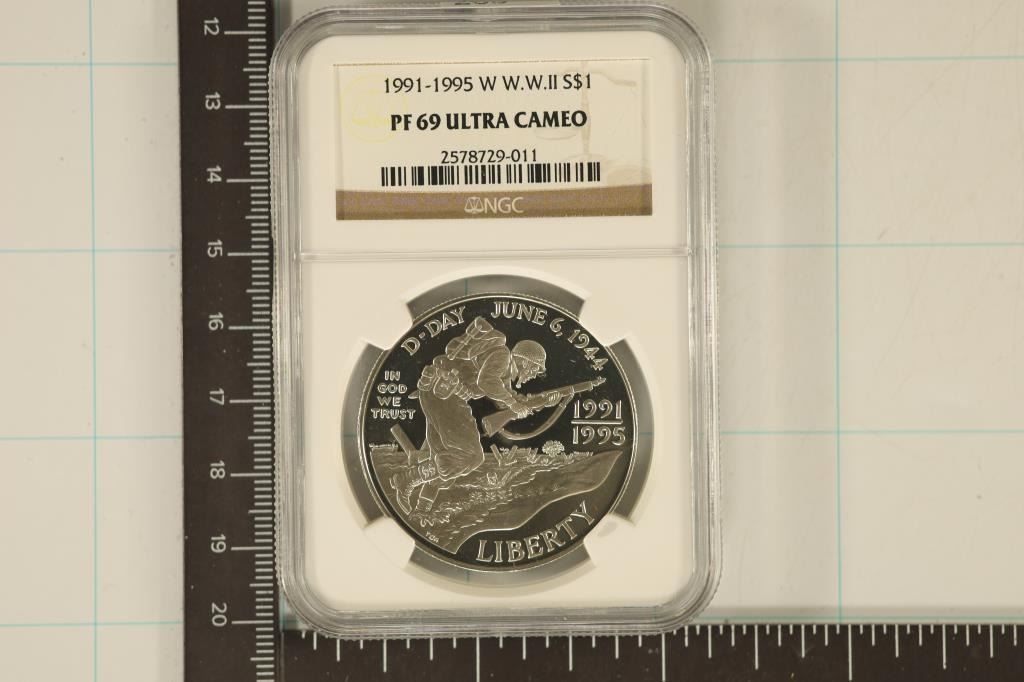 12
13
14
15
16
17
18
19
20
1991-1995 W W.W.II S$1
PF 69 ULTRA CAMEO
2578729-011
NGC
D-DAY JUNE 6, 1944
IN
GOD
WE
TRUST
1991
1995
LIBERTY